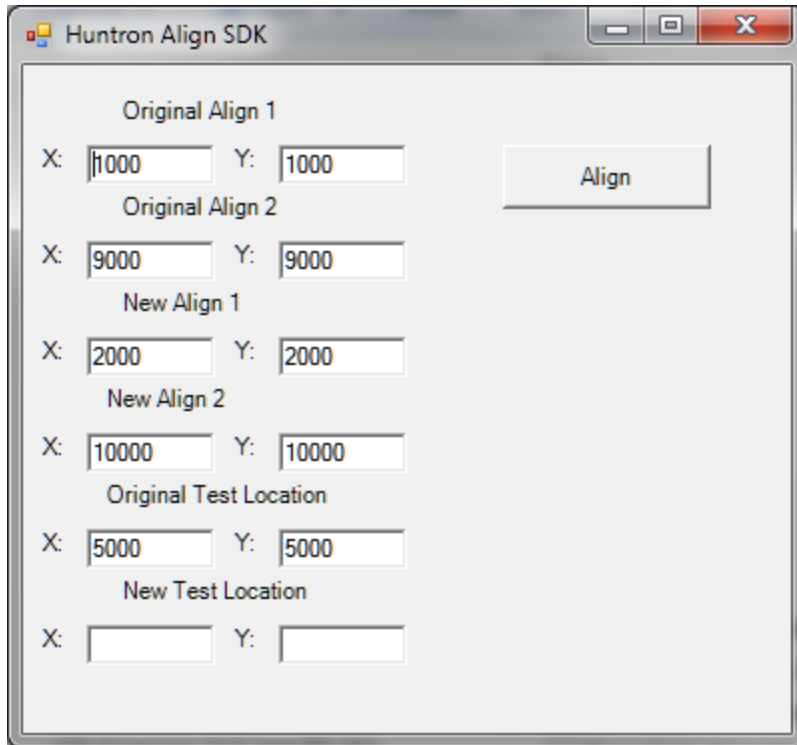 Huntron Align SDK
Original Align 1
X: 1000 Y: 1000
Align
Original Align 2
X: 9000 Y: 9000
New Align 1
X: 2000 Y: 2000
New Align 2
X: 10000 Y: 10000
Original Test Location
X: 5000 Y: 5000
New Test Location
X: Y: